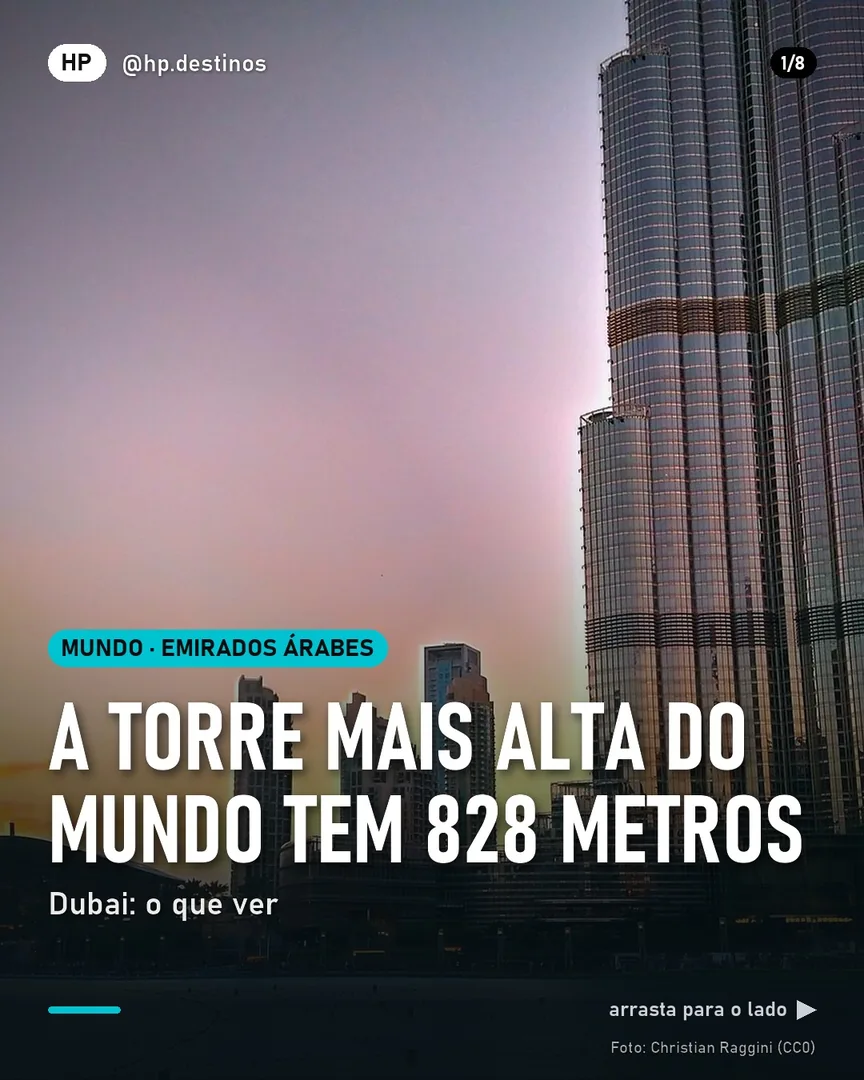 HP @hp.destinos 1/8
MUNDO · EMIRADOS ÁRABES
A TORRE MAIS ALTA DO
MUNDO TEM 828 METROS
Dubai: o que ver
arrasta para o lado ▶
Foto: Christian Raggini (CC0)